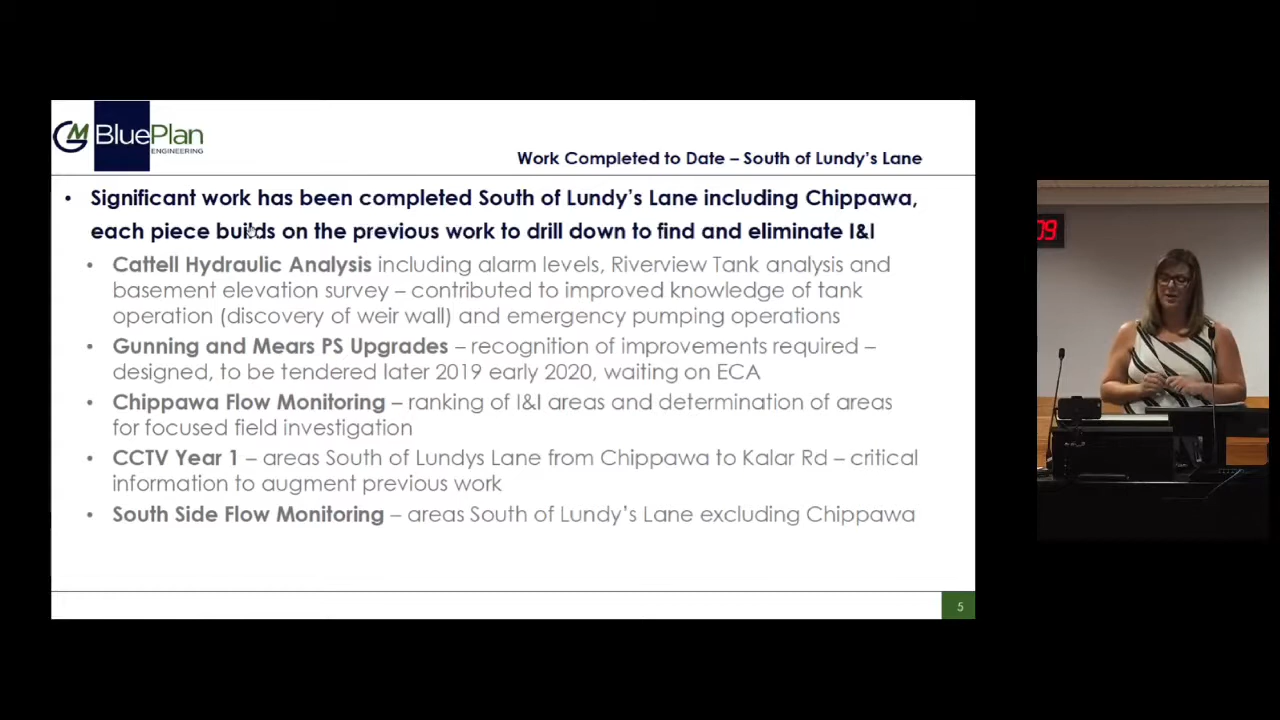 GM BluePlan
ENGINEERING
Work Completed to Date – South of Lundy's Lane
• Significant work has been completed South of Lundy's Lane including Chippawa,
each piece builds on the previous work to drill down to find and eliminate I&I
• Cattell Hydraulic Analysis including alarm levels, Riverview Tank analysis and
basement elevation survey – contributed to improved knowledge of tank
operation (discovery of weir wall) and emergency pumping operations
• Gunning and Mears PS Upgrades – recognition of improvements required –
designed, to be tendered later 2019 early 2020, waiting on ECA
• Chippawa Flow Monitoring – ranking of I&I areas and determination of areas
for focused field investigation
• CCTV Year 1 – areas South of Lundys Lane from Chippawa to Kalar Rd – critical
information to augment previous work
• South Side Flow Monitoring – areas South of Lundy's Lane excluding Chippawa
5
09